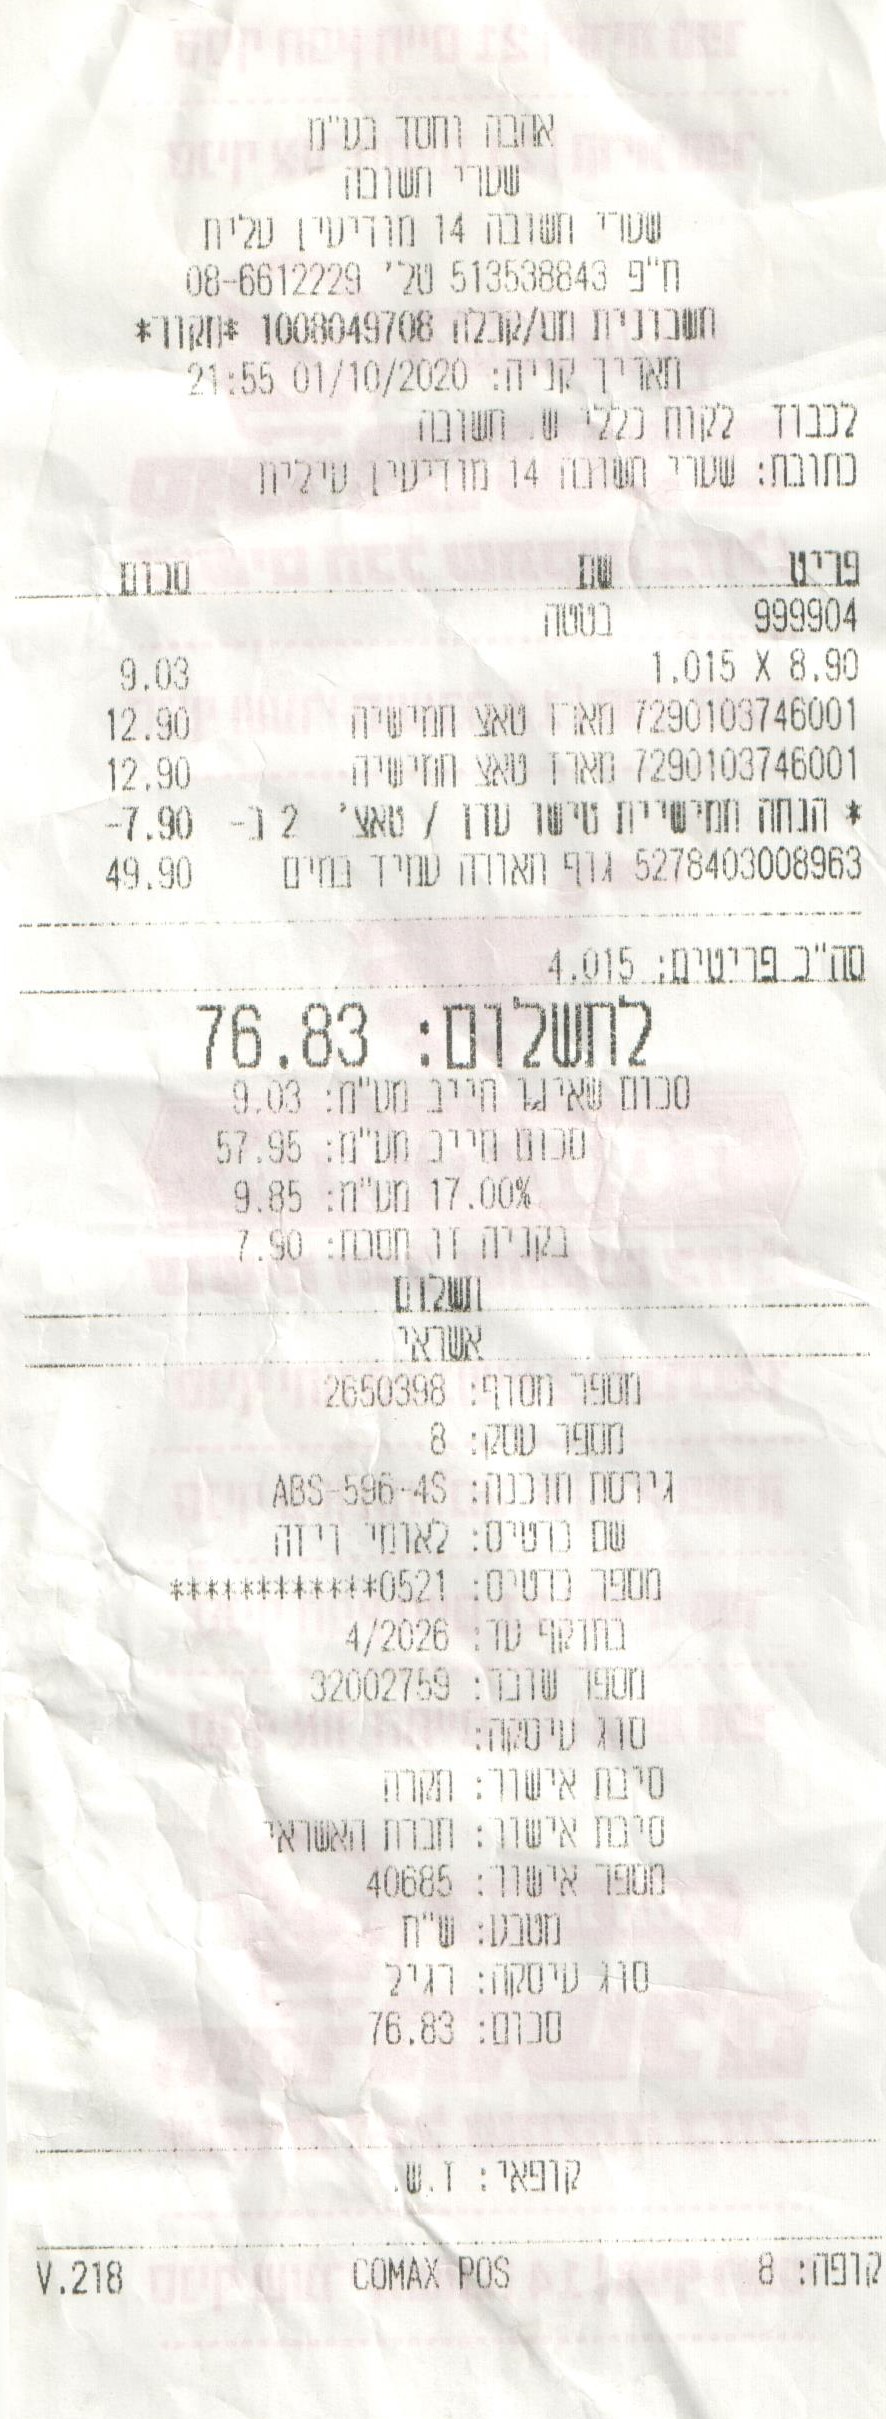 אהבה וחסד בע"מ
שערי תשובה
שערי תשובה 14 מודיעין עלית
ח"פ 513538843 טל' 08-6612229
חשבונית מס/קבלה 1008049708 *מקור*
תאריך קניה: 01/10/2020 21:55
לכבוד לקוח כללי ש. תשובה
כתובת: שערי תשובה 14 מודיעין עילית
פריט שם סכום
999904 בטטה
1.015 X 8.90 9.03
7290103746001 מארז טאצ חמישיה 12.90
7290103746001 מארז טאצ חמישיה 12.90
* הנחה חמישיית טישו עדן / טאצ' 2 ב- -7.90
5278403008963 גוף תאורה עמיד במים 49.90
סה"כ פריטים: 4.015
לתשלום: 76.83
סכום שאינו חייב מע"מ: 9.03
סכום חייב מע"מ: 57.95
17.00% מע"מ: 9.85
בקניה זו חסכת: 7.90
תשלום
אשראי
מספר מסוף: 2650398
מספר עסק: 8
גירסת תוכנה: ABS-596-4S
שם כרטיס: לאומי ויזה
מספר כרטיס: 0521************
בתוקף עד: 4/2026
מספר שובר: 32002759
סוג עיסקה:
סיבת אישור: תקרה
סיבת אישור: חברת האשראי
מספר אישור: 40685
מטבע: ש"ח
סוג עיסקה: רגיל
סכום: 76.83
קופאי: ז.ש.
קופה: 8 COMAX POS V.218